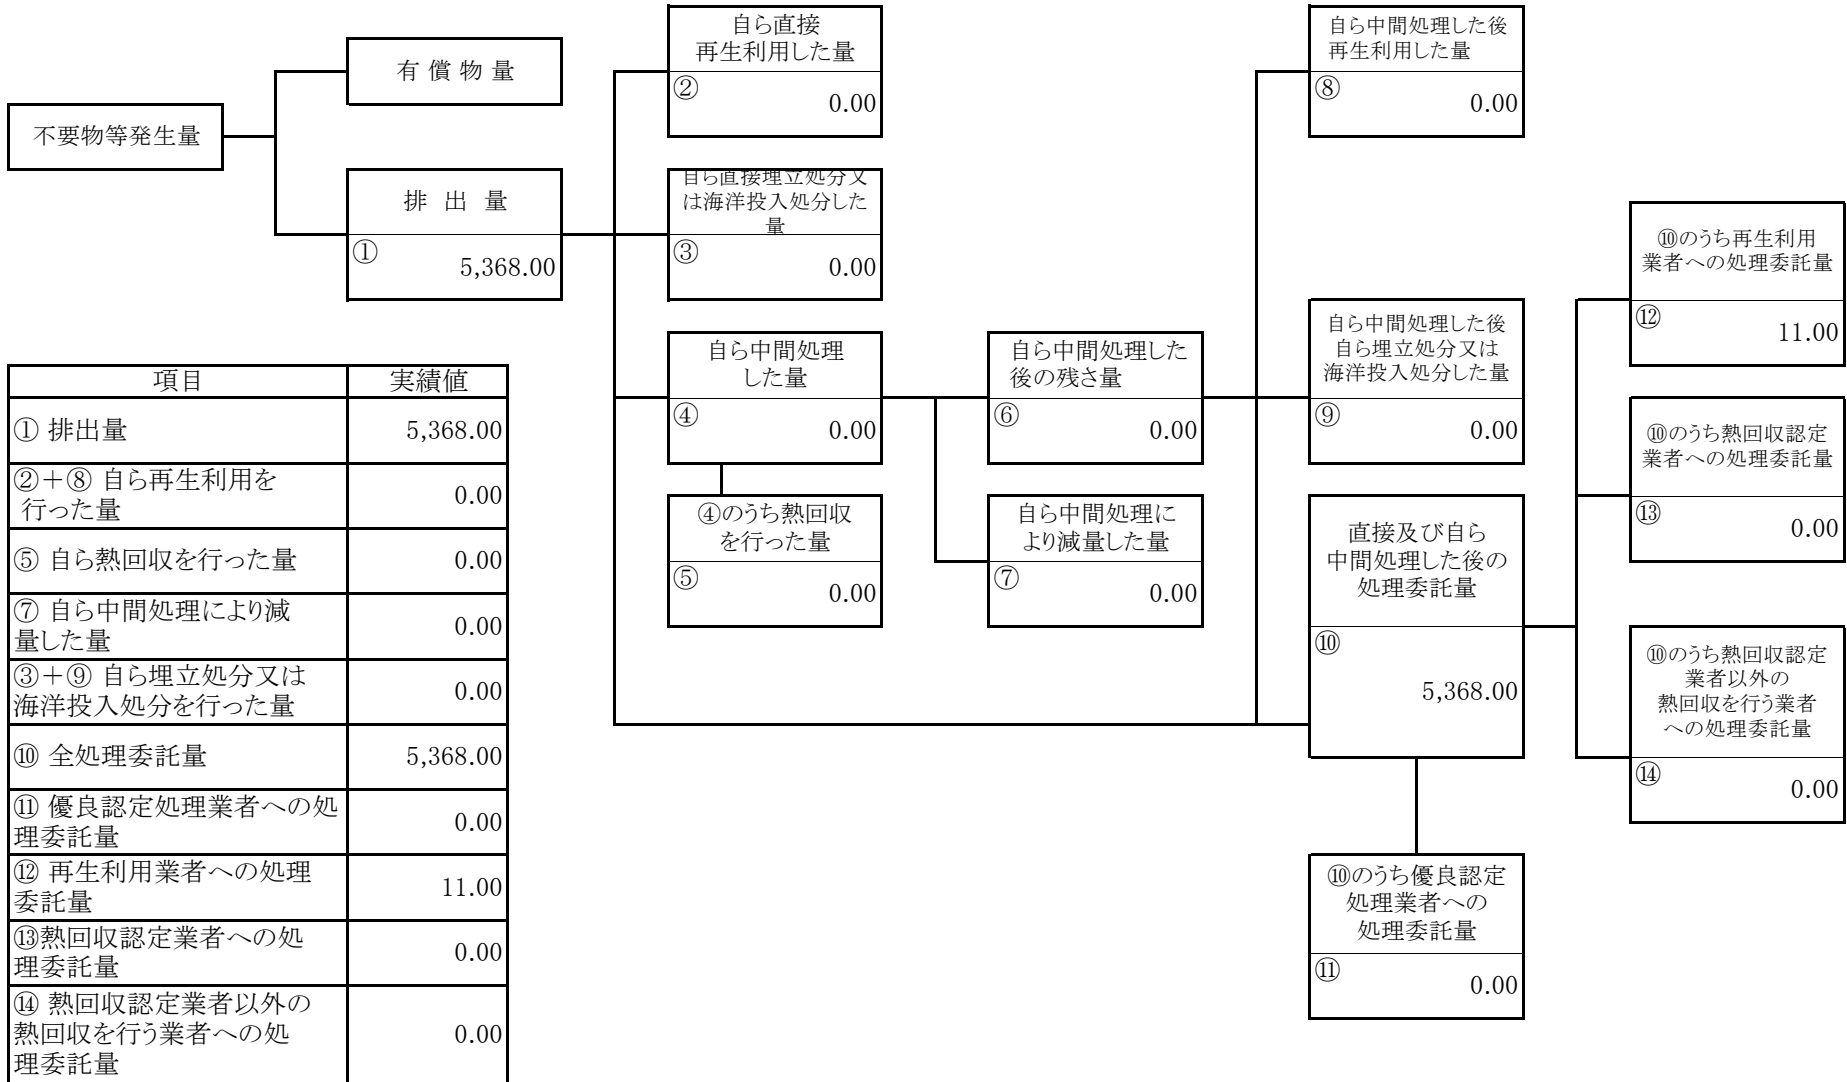 不要物等発生量
有 償 物 量
排 出 量
①
5,368.00
自ら直接
再生利用した量
②
0.00
自ら直接埋立処分又
は海洋投入処分した
量
③
0.00
自ら中間処理
した量
④
0.00
④のうち熱回収
を行った量
⑤
0.00
自ら中間処理した
後の残さ量
⑥
0.00
自ら中間処理に
より減量した量
⑦
0.00
自ら中間処理した後
再生利用した量
⑧
0.00
自ら中間処理した後
自ら埋立処分又は
海洋投入処分した量
⑨
0.00
直接及び自ら
中間処理した後の
処理委託量
⑩
5,368.00
⑩のうち優良認定
処理業者への
処理委託量
⑪
0.00
⑩のうち再生利用
業者への処理委託量
⑫
11.00
⑩のうち熱回収認定
業者への処理委託量
⑬
0.00
⑩のうち熱回収認定
業者以外の
熱回収を行う業者
への処理委託量
⑭
0.00
項目 実績値
① 排出量 5,368.00
②＋⑧ 自ら再生利用を
行った量 0.00
⑤ 自ら熱回収を行った量 0.00
⑦ 自ら中間処理により減
量した量 0.00
③＋⑨ 自ら埋立処分又は
海洋投入処分を行った量 0.00
⑩ 全処理委託量 5,368.00
⑪ 優良認定処理業者への処
理委託量 0.00
⑫ 再生利用業者への処理
委託量 11.00
⑬熱回収認定業者への処
理委託量 0.00
⑭ 熱回収認定業者以外の
熱回収を行う業者への処
理委託量 0.00